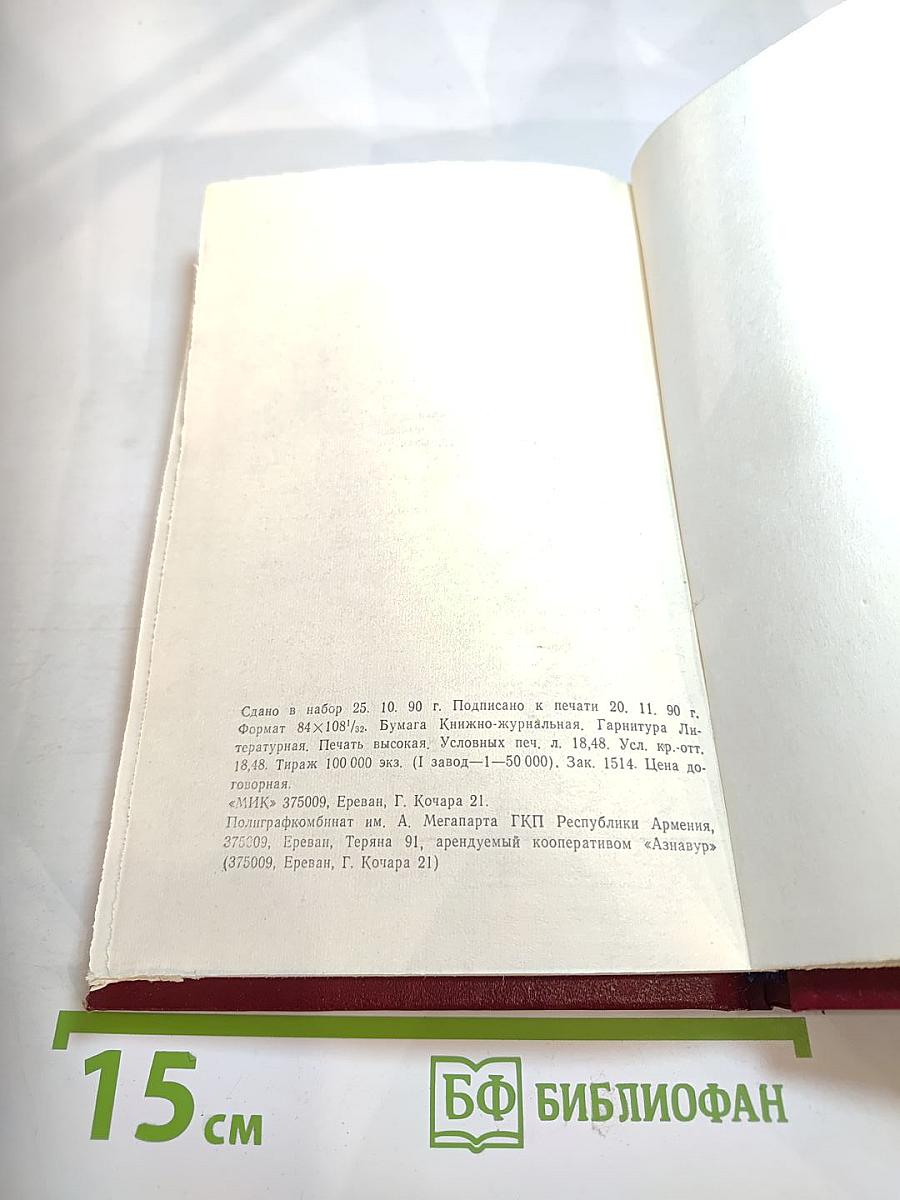 Сдано в набор 25. 10. 90 г. Подписано к печати 20. 11. 90 г.
Формат 84×108¹/₃₂. Бумага Книжно-журнальная. Гарнитура Ли-
тературная. Печать высокая. Условных печ. л. 18,48. Усл. кр.-отт.
18,48. Тираж 100 000 экз. (I завод—1—50 000). Зак. 1514. Цена до-
говорная.
«МИК» 375009, Ереван, Г. Кочара 21.
Полиграфкомбинат им. А. Мегапарта ГКП Республики Армения,
375009, Ереван, Теряна 91, арендуемый кооперативом «Азнавур»
(375009, Ереван, Г. Кочара 21)
15 см
БФ БИБЛИОФАН